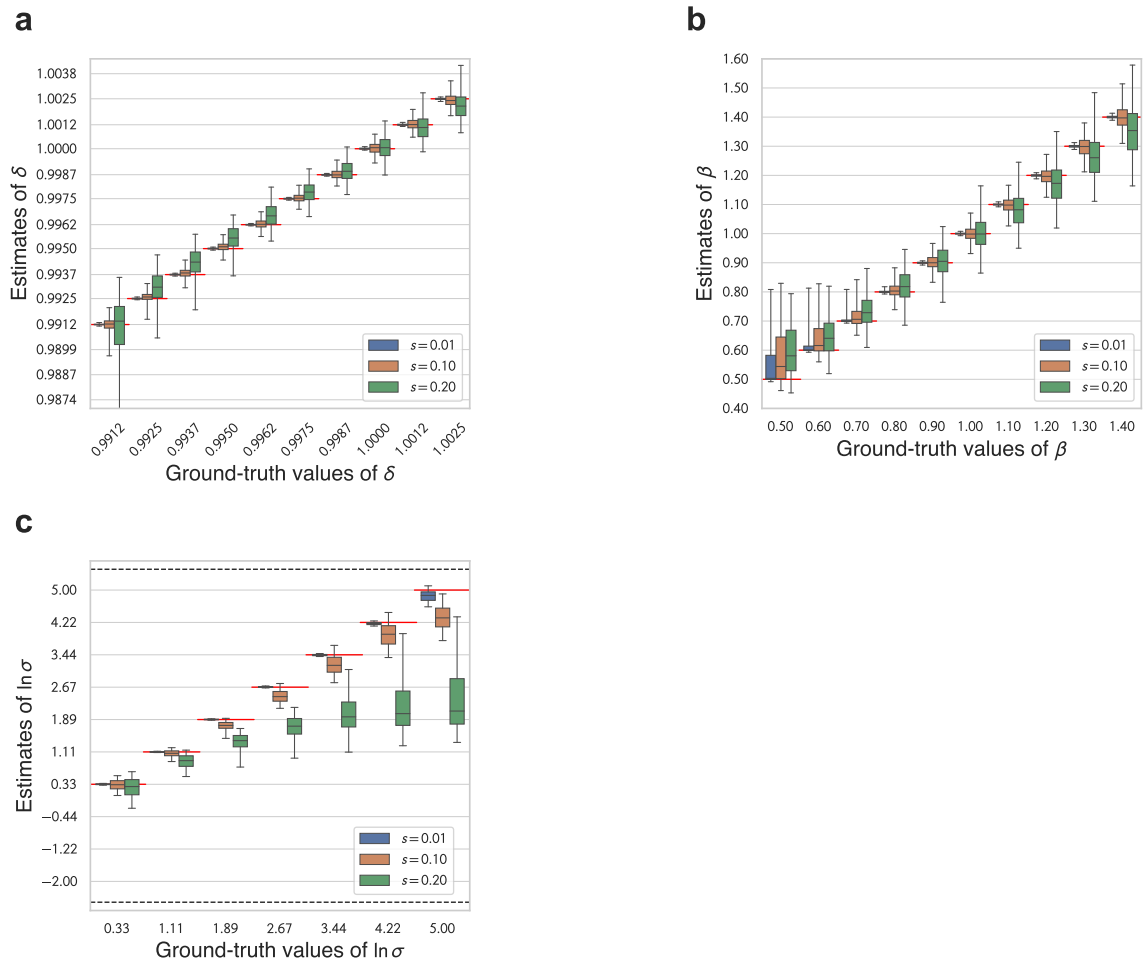 a
Estimates of δ
1.0038
1.0025
1.0012
1.0000
0.9987
0.9975
0.9962
0.9950
0.9937
0.9925
0.9912
0.9899
0.9887
0.9874
s = 0.01
s = 0.10
s = 0.20
0.9912 0.9925 0.9937 0.9950 0.9962 0.9975 0.9987 1.0000 1.0012 1.0025
Ground-truth values of δ
b
Estimates of β
1.60
1.50
1.40
1.30
1.20
1.10
1.00
0.90
0.80
0.70
0.60
0.50
0.40
s = 0.01
s = 0.10
s = 0.20
0.50 0.60 0.70 0.80 0.90 1.00 1.10 1.20 1.30 1.40
Ground-truth values of β
c
Estimates of ln σ
5.00
4.22
3.44
2.67
1.89
1.11
0.33
−0.44
−1.22
−2.00
s = 0.01
s = 0.10
s = 0.20
0.33 1.11 1.89 2.67 3.44 4.22 5.00
Ground-truth values of ln σ